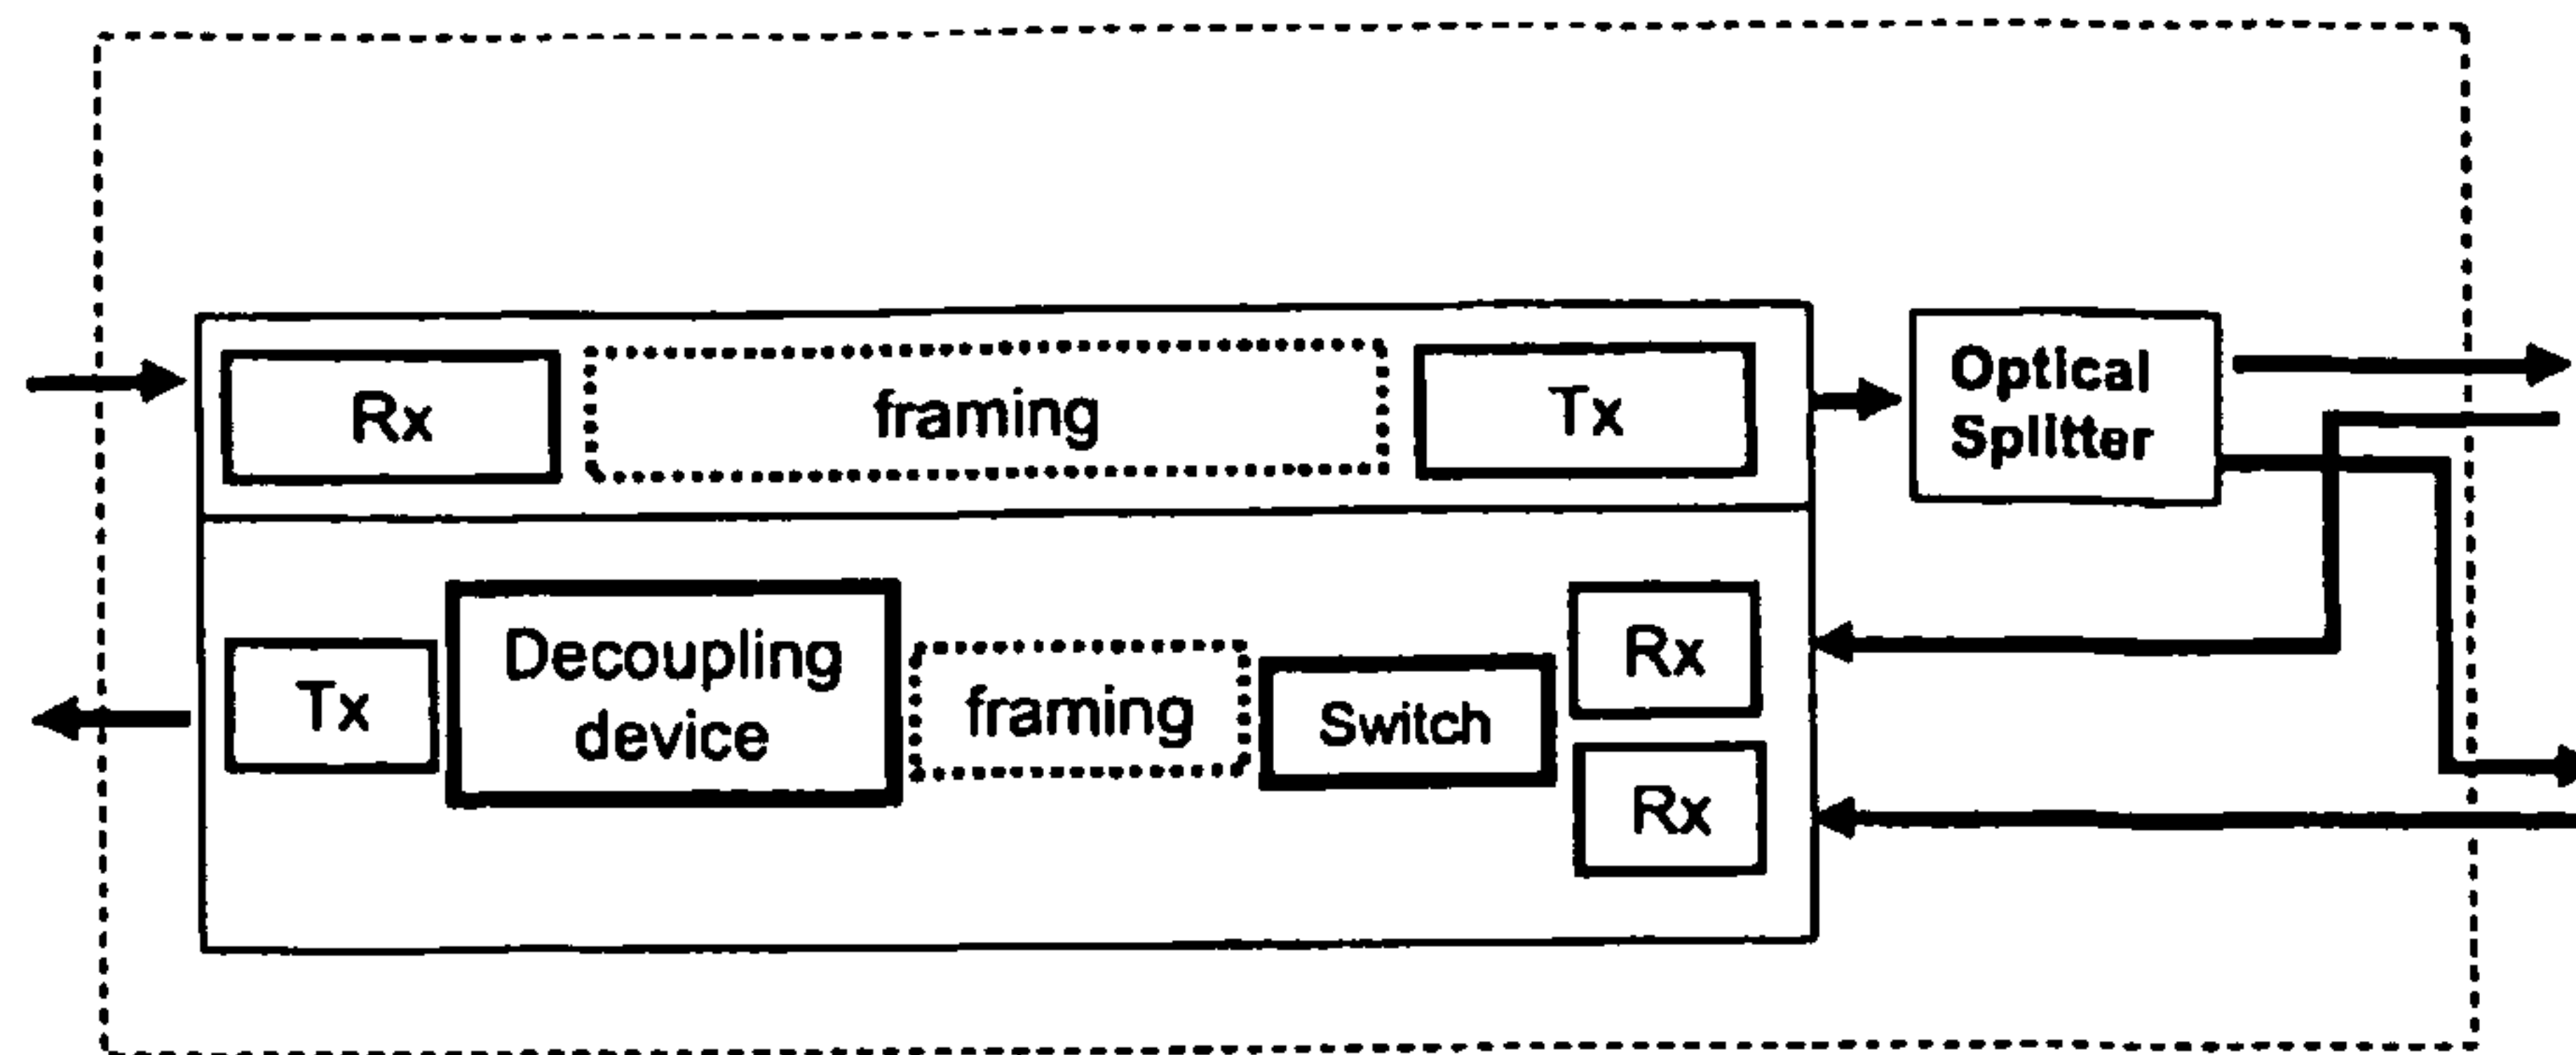 Rx
framing
Tx
Optical
Splitter
Tx
Decoupling
device
framing
Switch
Rx
Rx